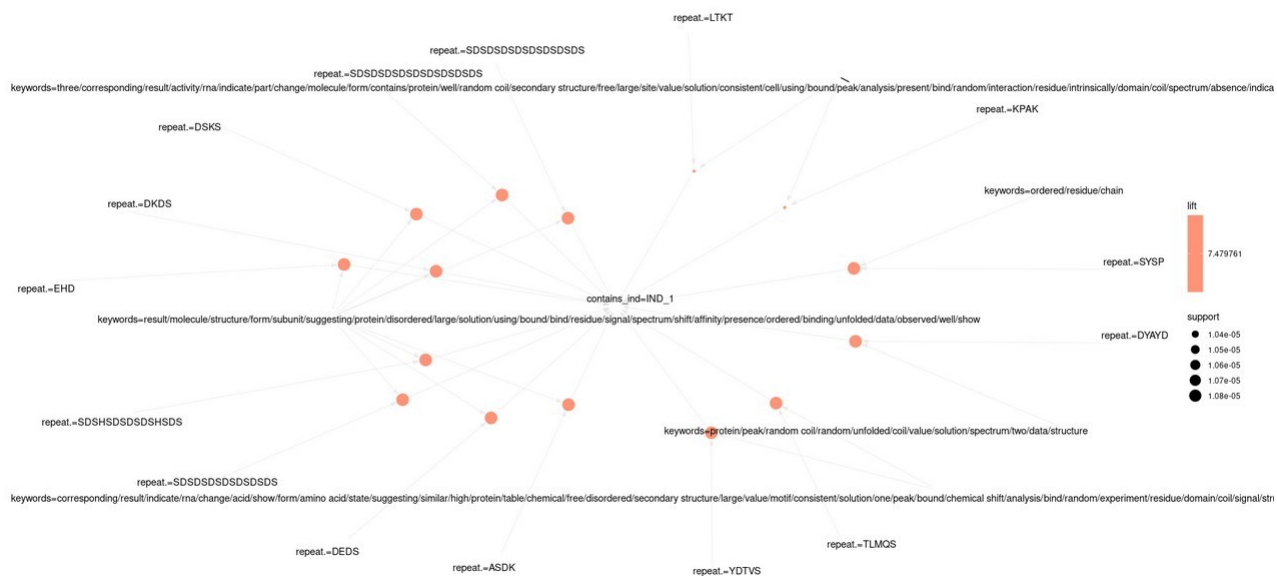 repeat.=LTKT
repeat.=SDSDSDSDSDSDSDSDSDS
repeat.=SDSDSDSDSDSDSDSDSDSDS
keywords=three/corresponding/result/activity/rna/indicate/part/change/molecule/form/contains/protein/well/random coil/secondary structure/free/large/site/value/solution/consistent/cell/using/bound/peak/analysis/present/bind/random/interaction/residue/intrinsically/domain/coil/spectrum/absence/indica
repeat.=KPAK
repeat.=DSKS
keywords=ordered/residue/chain
repeat.=DKDS
lift
7.479761
repeat.=SYSP
repeat.=EHD
contains_ind=IND_1
keywords=result/molecule/structure/form/subunit/suggesting/protein/disordered/large/solution/using/bound/bind/residue/signal/spectrum/shift/affinity/presence/ordered/binding/unfolded/data/observed/well/show
support
1.04e-05
1.05e-05
1.06e-05
1.07e-05
1.08e-05
repeat.=DYAYD
repeat.=SDSHSDSDSDSHSDS
keywords=protein/peak/random coil/random/unfolded/coil/value/solution/spectrum/two/data/structure
repeat.=SDSDSDSDSDSDSDS
keywords=corresponding/result/indicate/rna/change/acid/show/form/amino acid/state/suggesting/similar/high/protein/table/chemical/free/disordered/secondary structure/large/value/motif/consistent/solution/one/peak/bound/chemical shift/analysis/bind/random/experiment/residue/domain/coil/signal/stru
repeat.=DEDS
repeat.=TLMQS
repeat.=ASDK
repeat.=YDTVS